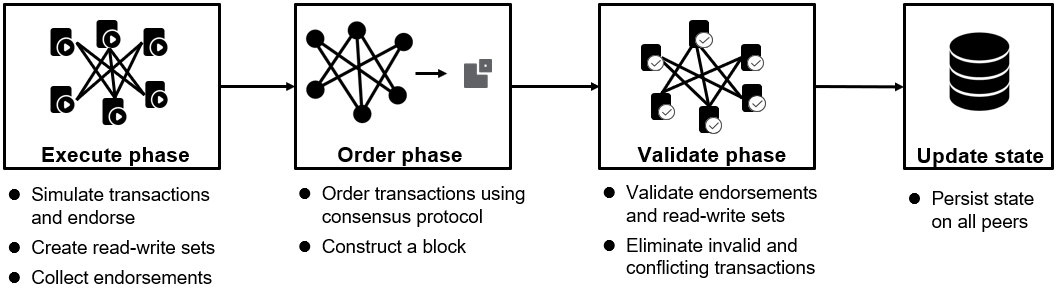 Execute phase
Order phase
Validate phase
Update state
● Simulate transactions
and endorse
● Create read-write sets
● Collect endorsements
● Order transactions using
consensus protocol
● Construct a block
● Validate endorsements
and read-write sets
● Eliminate invalid and
conflicting transactions
● Persist state
on all peers